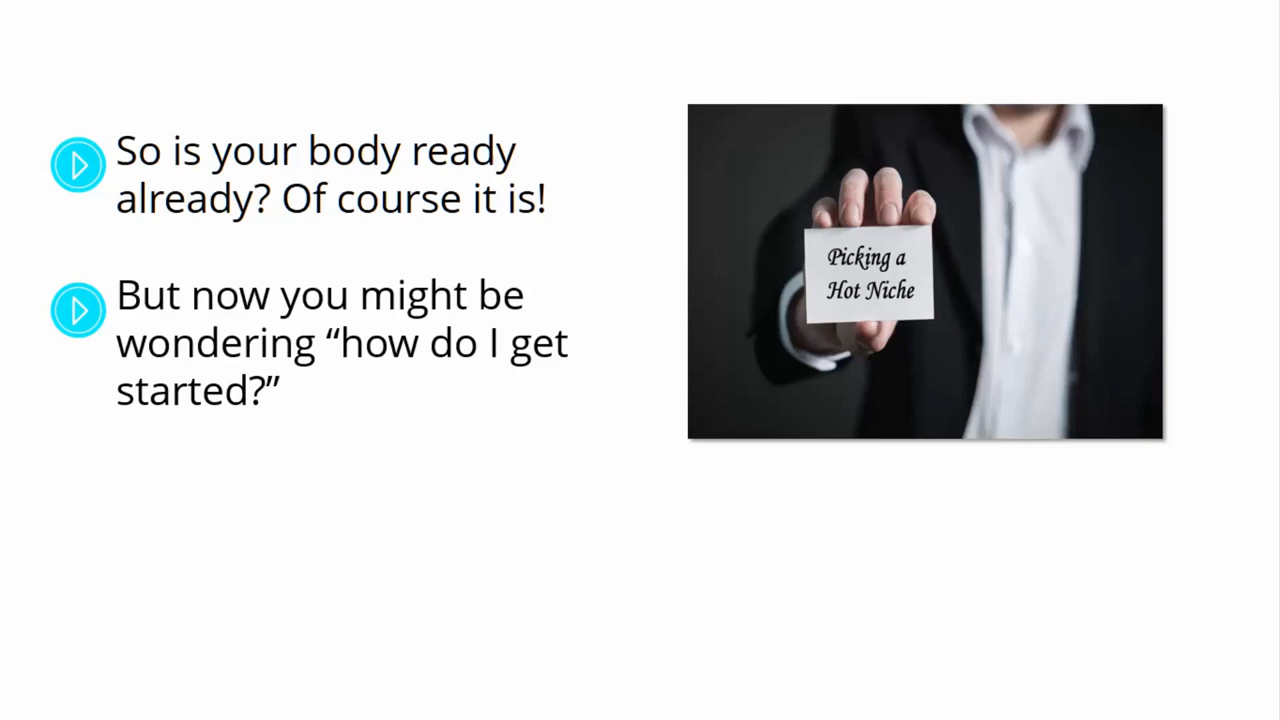 So is your body ready
already? Of course it is!
But now you might be
wondering “how do I get
started?”
Picking a
Hot Niche